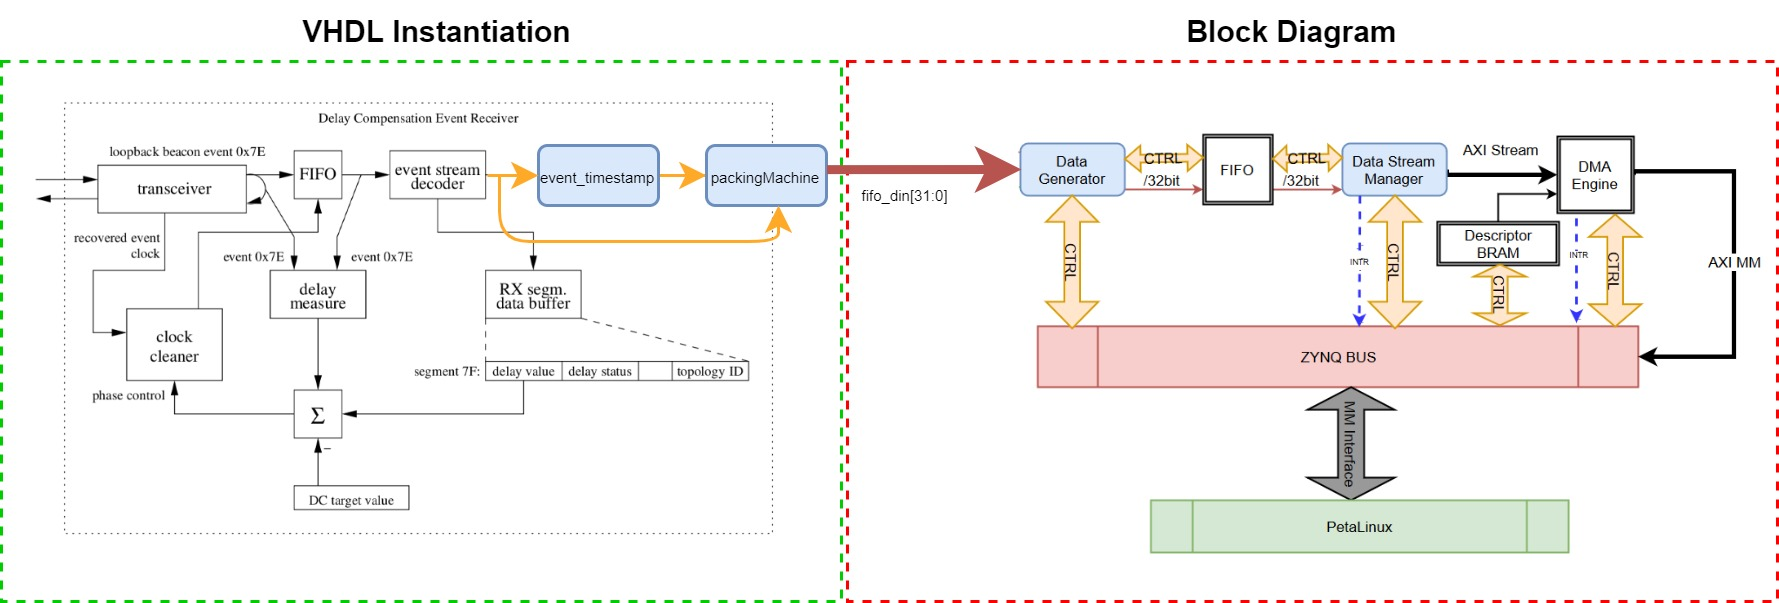 VHDL Instantiation
Block Diagram
Delay Compensation Event Receiver
loopback beacon event 0x7E
transceiver
FIFO
event stream
decoder
event_timestamp
packingMachine
fifo_din[31:0]
recovered event
clock
event 0x7E
event 0x7E
delay
measure
RX segm.
data buffer
clock
cleaner
segment 7F:
delay value
delay status
topology ID
phase control
Σ
–
DC target value
Data
Generator
CTRL
/32bit
FIFO
CTRL
/32bit
Data Stream
Manager
AXI Stream
DMA
Engine
Descriptor
BRAM
CTRL
INTR
CTRL
CTRL
INTR
CTRL
AXI MM
ZYNQ BUS
MM Interface
PetaLinux